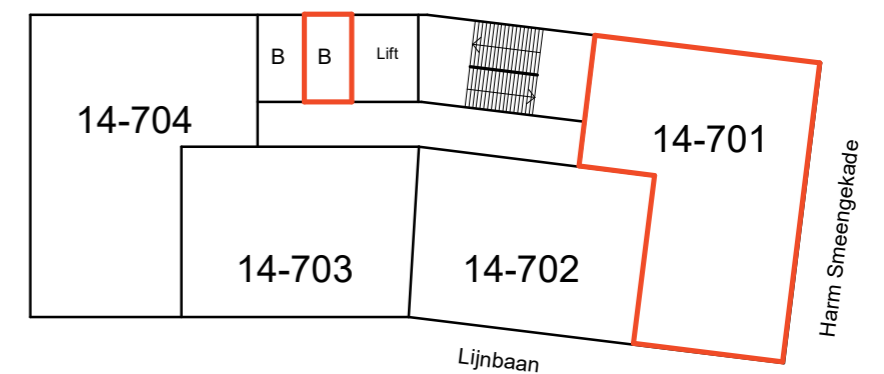 B
B
Lift
14-704
14-701
14-703
14-702
Harm Smeengekade
Lijnbaan